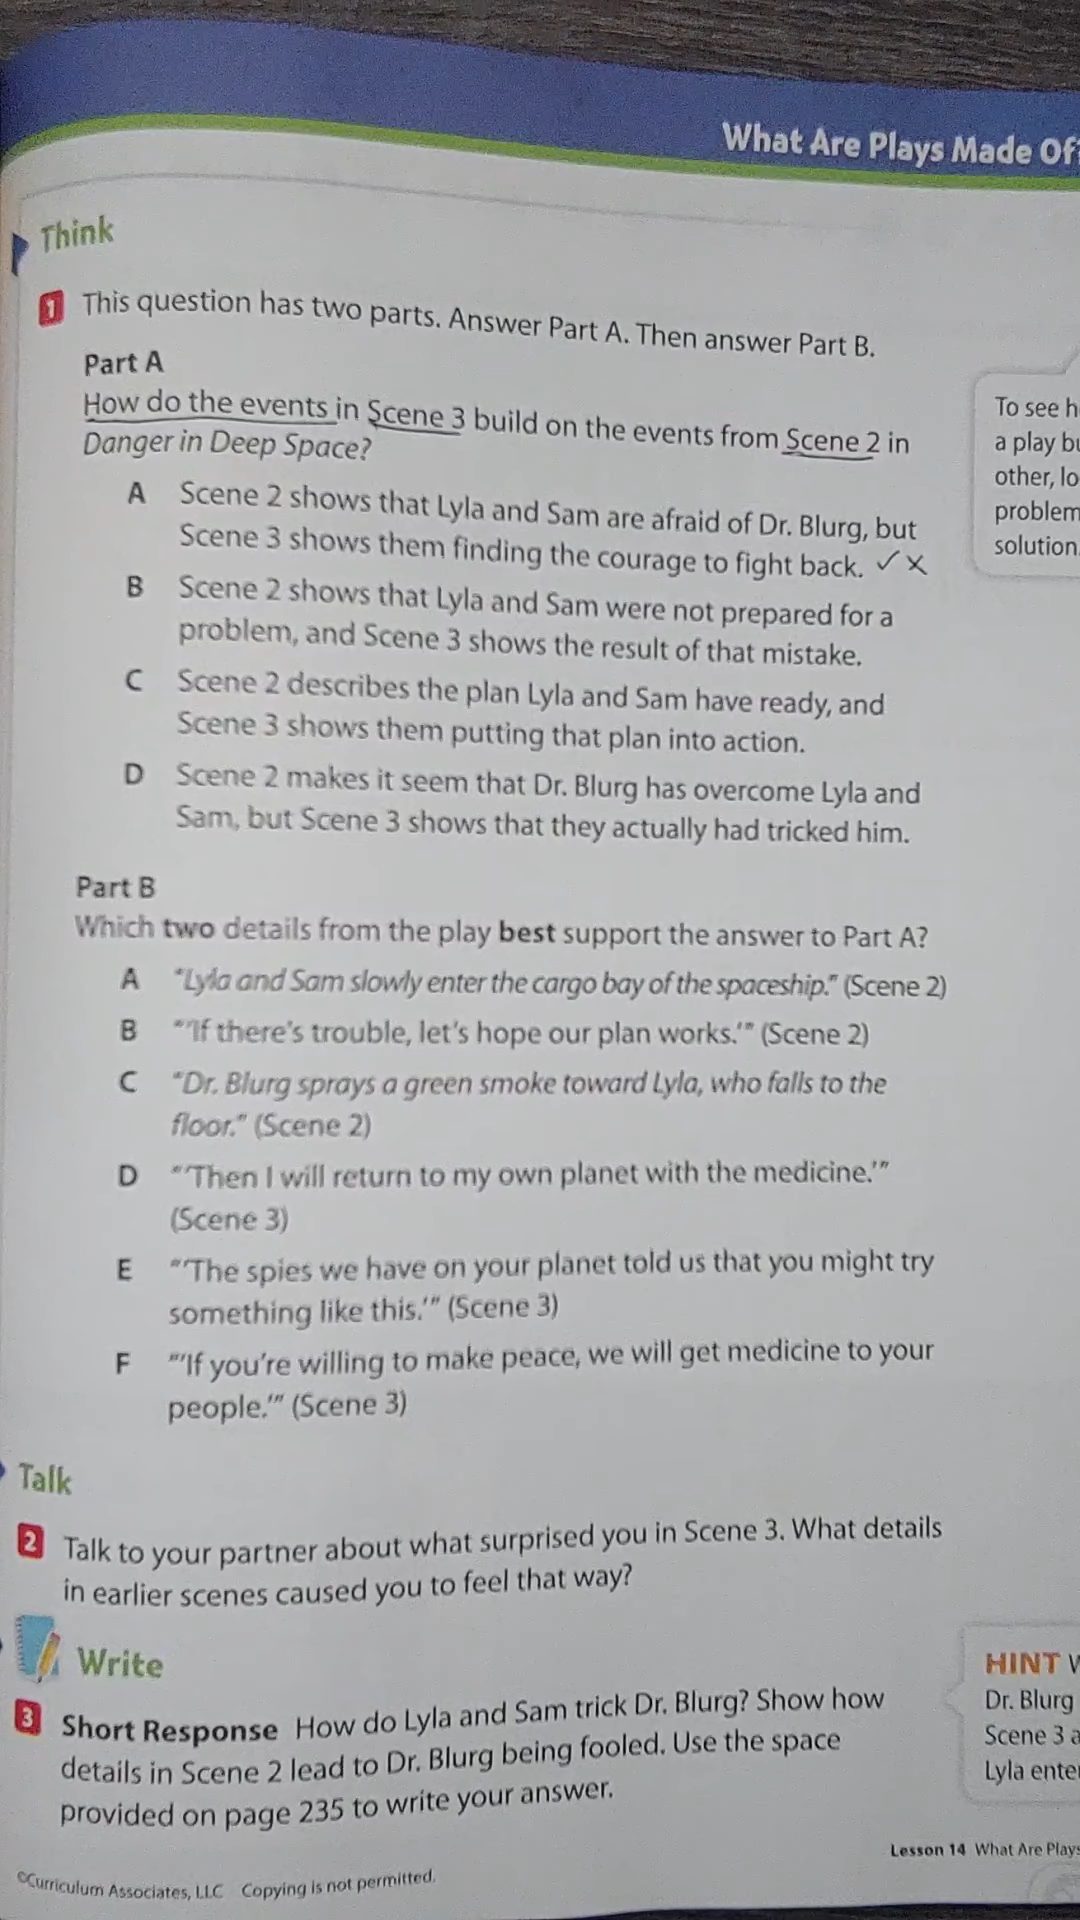 What Are Plays Made Of
Think
1 This question has two parts. Answer Part A. Then answer Part B.
Part A
How do the events in Scene 3 build on the events from Scene 2 in
Danger in Deep Space?
A Scene 2 shows that Lyla and Sam are afraid of Dr. Blurg, but
Scene 3 shows them finding the courage to fight back. ✓ ×
B Scene 2 shows that Lyla and Sam were not prepared for a
problem, and Scene 3 shows the result of that mistake.
C Scene 2 describes the plan Lyla and Sam have ready, and
Scene 3 shows them putting that plan into action.
D Scene 2 makes it seem that Dr. Blurg has overcome Lyla and
Sam, but Scene 3 shows that they actually had tricked him.
To see h
a play bu
other, lo
problem
solution.
Part B
Which two details from the play best support the answer to Part A?
A "Lyla and Sam slowly enter the cargo bay of the spaceship." (Scene 2)
B "'If there's trouble, let's hope our plan works.'" (Scene 2)
C "Dr. Blurg sprays a green smoke toward Lyla, who falls to the
floor." (Scene 2)
D "'Then I will return to my own planet with the medicine.'"
(Scene 3)
E "'The spies we have on your planet told us that you might try
something like this.'" (Scene 3)
F "'If you're willing to make peace, we will get medicine to your
people.'" (Scene 3)
Talk
2 Talk to your partner about what surprised you in Scene 3. What details
in earlier scenes caused you to feel that way?
Write
3 Short Response How do Lyla and Sam trick Dr. Blurg? Show how
details in Scene 2 lead to Dr. Blurg being fooled. Use the space
provided on page 235 to write your answer.
HINT W
Dr. Blurg
Scene 3 a
Lyla ente
Lesson 14 What Are Plays
©Curriculum Associates, LLC Copying is not permitted.